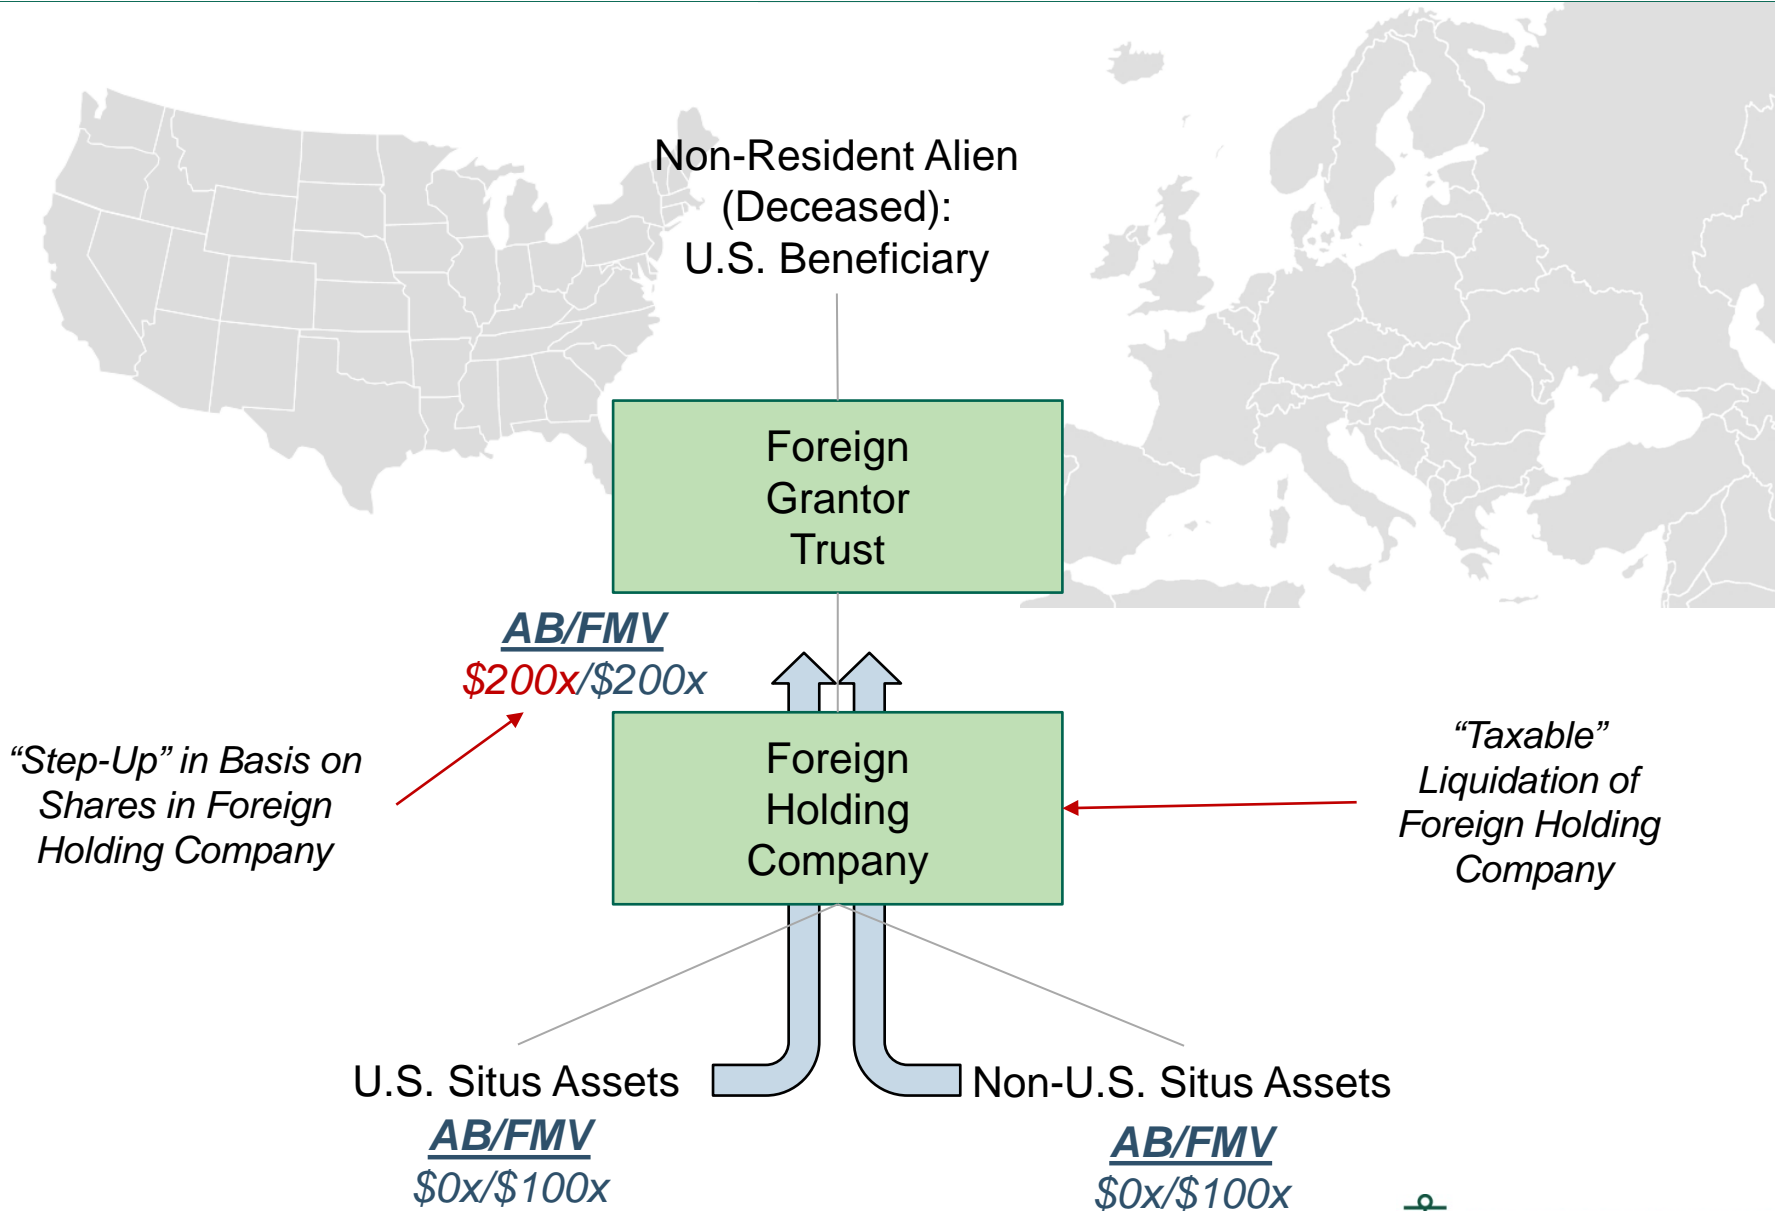 Non-Resident Alien
(Deceased):
U.S. Beneficiary
Foreign
Grantor
Trust
AB/FMV
$200x/$200x
“Step-Up” in Basis on
Shares in Foreign
Holding Company
Foreign
Holding
Company
“Taxable”
Liquidation of
Foreign Holding
Company
U.S. Situs Assets
AB/FMV
$0x/$100x
Non-U.S. Situs Assets
AB/FMV
$0x/$100x